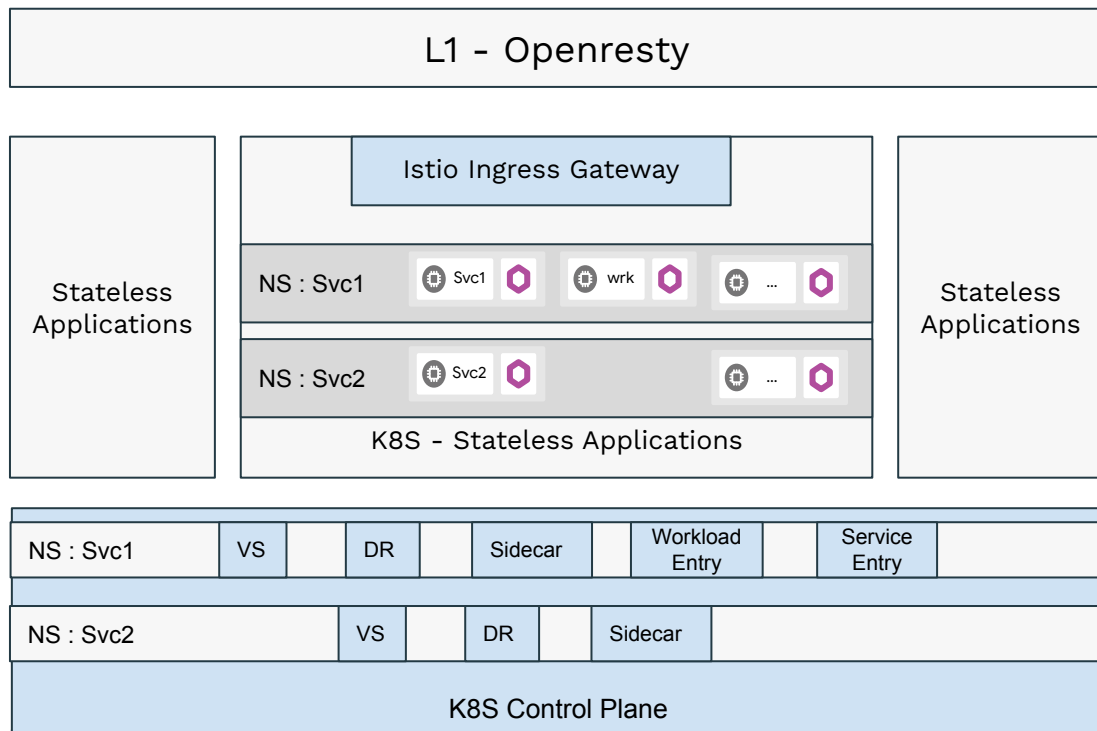 L1 - Openresty
Stateless
Applications
Istio Ingress Gateway
NS : Svc1
Svc1
wrk
...
NS : Svc2
Svc2
...
K8S - Stateless Applications
Stateless
Applications
NS : Svc1
VS
DR
Sidecar
Workload
Entry
Service
Entry
NS : Svc2
VS
DR
Sidecar
K8S Control Plane